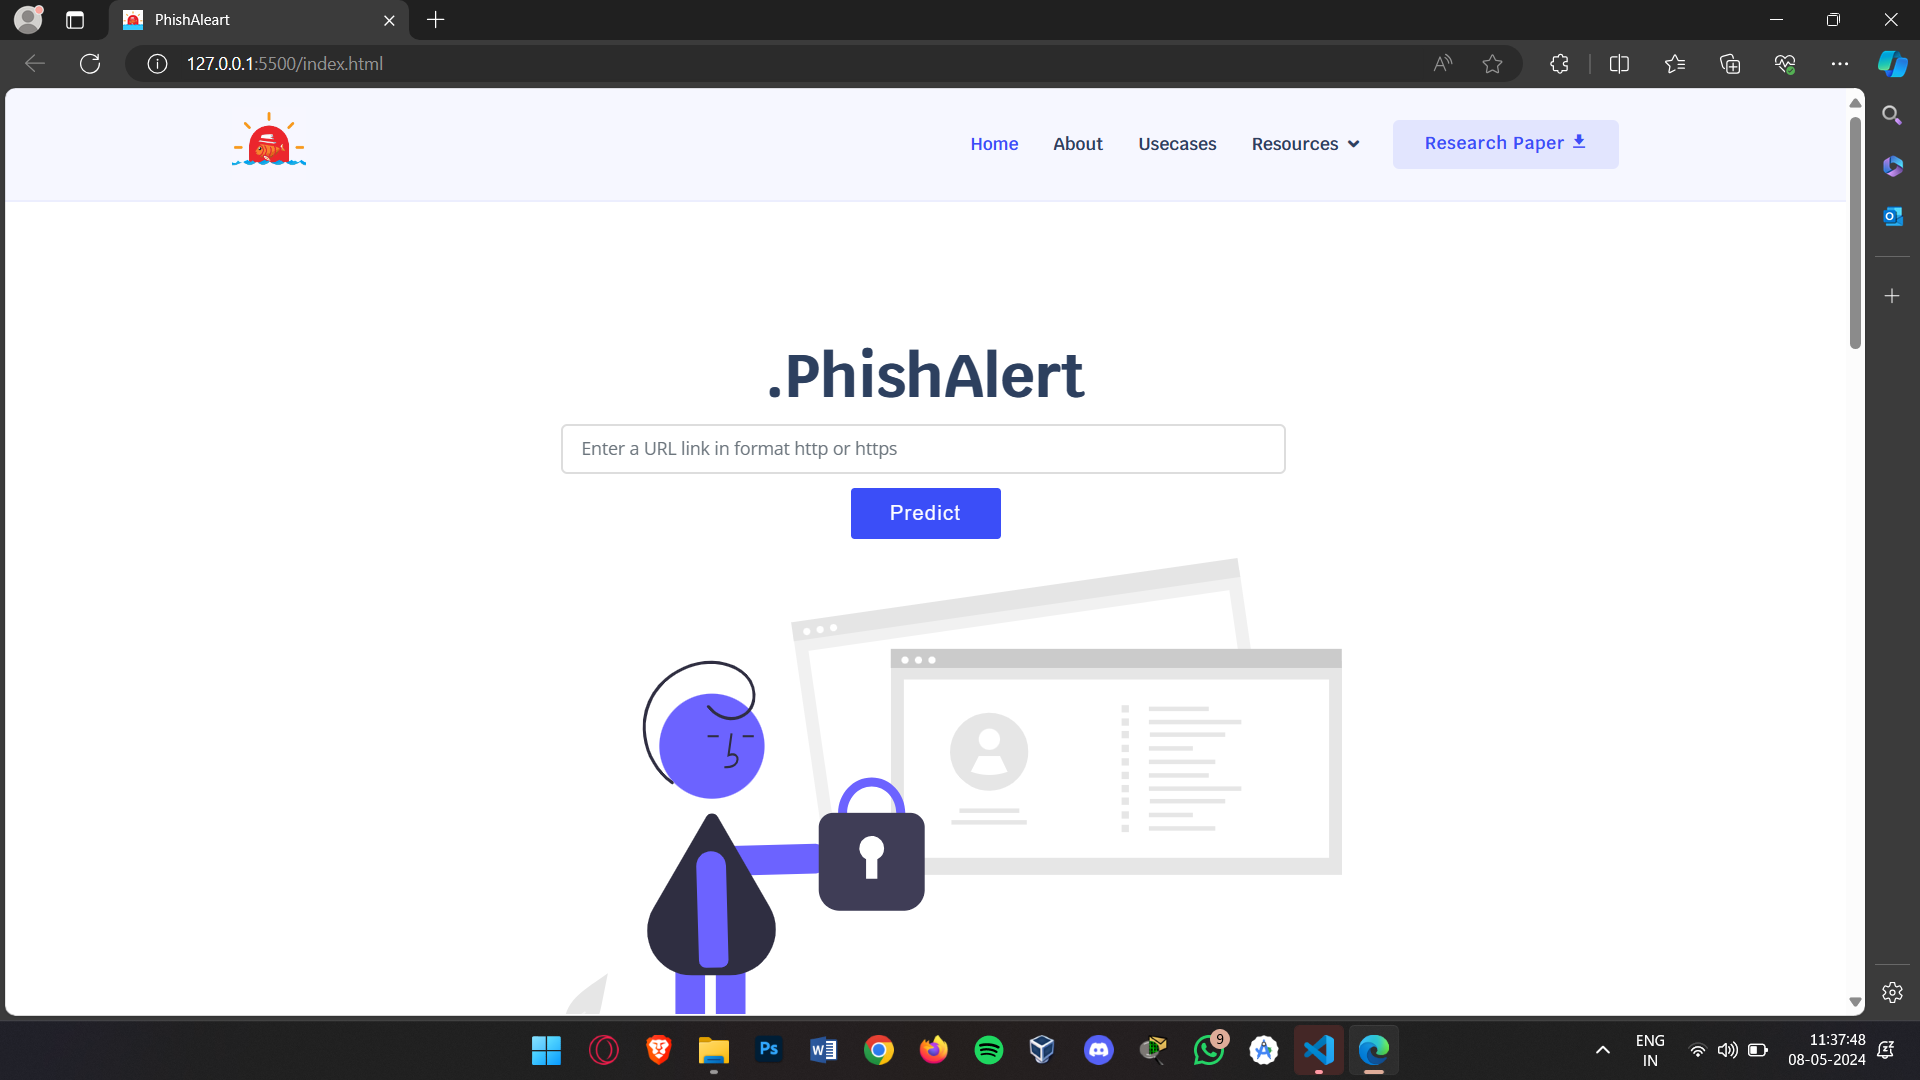 PhishAleart
127.0.0.1:5500/index.html
Home
About
Usecases
Resources
Research Paper
.PhishAlert
Enter a URL link in format http or https
Predict
Ps
W
9
ENG
IN
11:37:48
08-05-2024